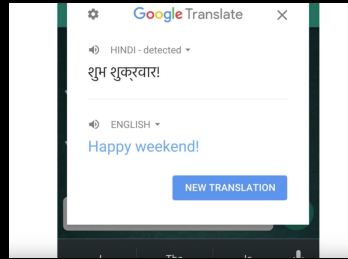 Google Translate
HINDI - detected
शुभ शुक्रवार!
ENGLISH
Happy weekend!
NEW TRANSLATION